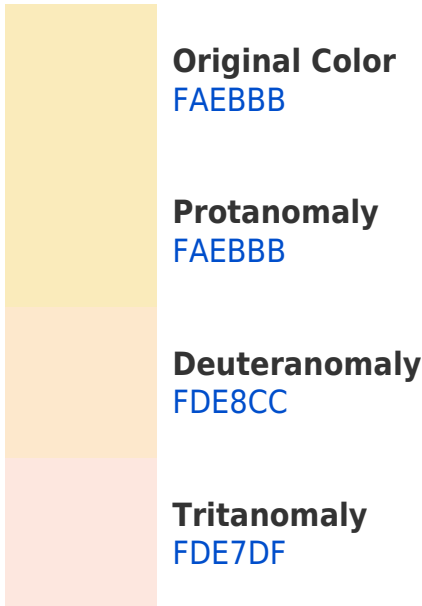 Original Color
FAEBBB
Protanomaly
FAEBBB
Deuteranomaly
FDE8CC
Tritanomaly
FDE7DF